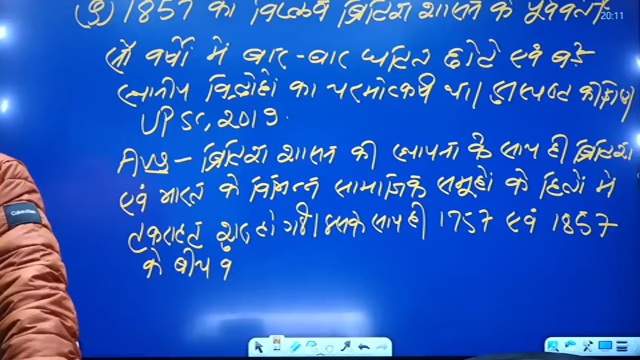 (Q) 1857 का विप्लव ब्रिटिश शासन के पूर्ववर्ती
सौ वर्षों में बार-बार घटित छोटे एवं बड़े
स्थानीय विद्रोहों का चरमोत्कर्ष था। सुस्पष्ट कीजिए।
UPSC, 2019.
Ans - ब्रिटिश शासन की स्थापना के साथ ही ब्रिटिश
एवं भारत के विभिन्न सामाजिक समूहों के हितों में
टकराहट शुरू हो गई। इसके साथ ही 1757 एवं 1857
के बीच
20:11
Calvin Klein